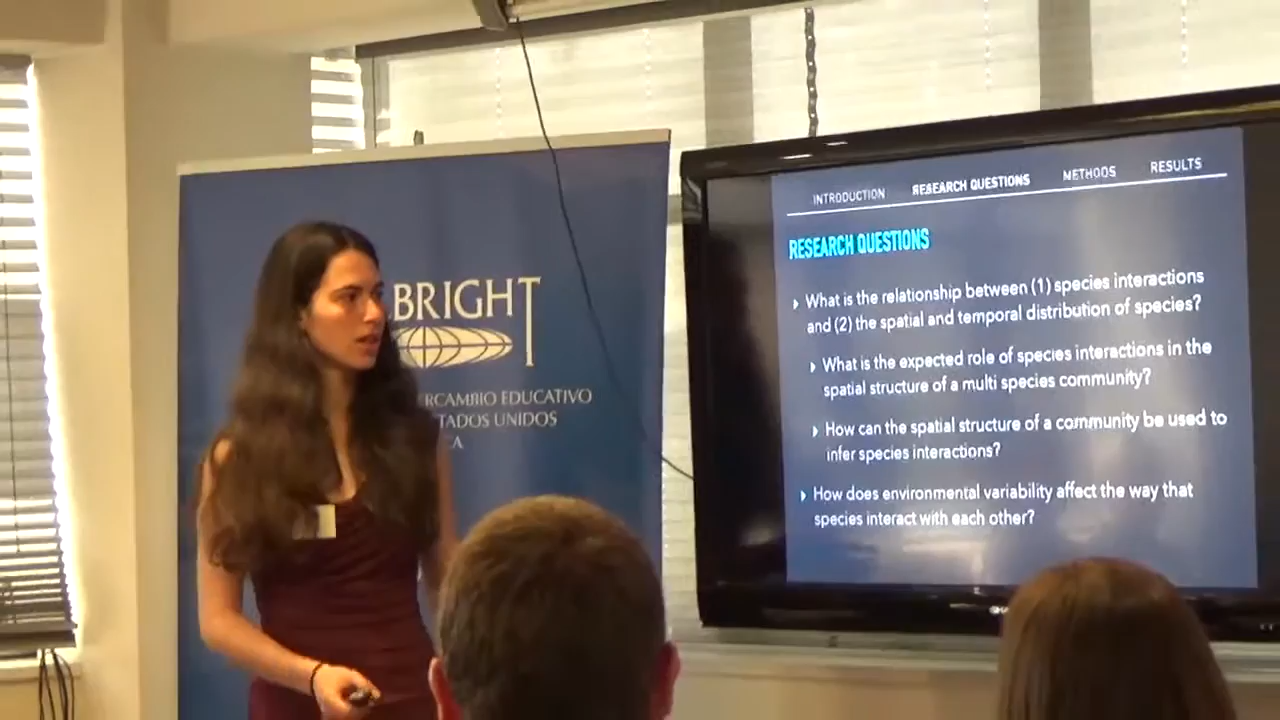 BRIGHT
ERCAMBIO EDUCATIVO
TADOS UNIDOS
CA
INTRODUCTION RESEARCH QUESTIONS METHODS RESULTS
RESEARCH QUESTIONS
What is the relationship between (1) species interactions
and (2) the spatial and temporal distribution of species?
What is the expected role of species interactions in the
spatial structure of a multi species community?
How can the spatial structure of a community be used to
infer species interactions?
How does environmental variability affect the way that
species interact with each other?